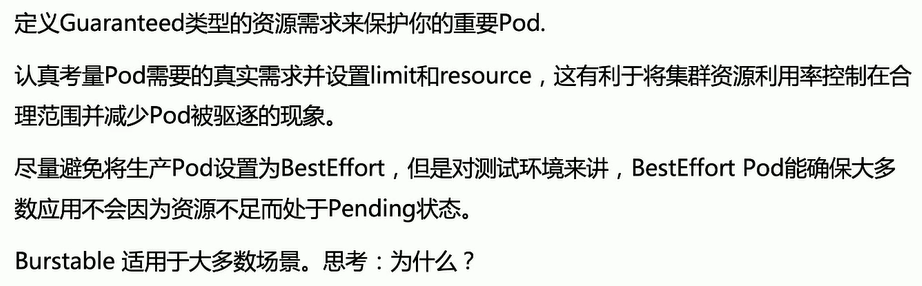 定义Guaranteed类型的资源需求来保护你的重要Pod.
认真考量Pod需要的真实需求并设置limit和resource，这有利于将集群资源利用率控制在合
理范围并减少Pod被驱逐的现象。
尽量避免将生产Pod设置为BestEffort，但是对测试环境来讲，BestEffort Pod能确保大多
数应用不会因为资源不足而处于Pending状态。
Burstable 适用于大多数场景。思考：为什么？